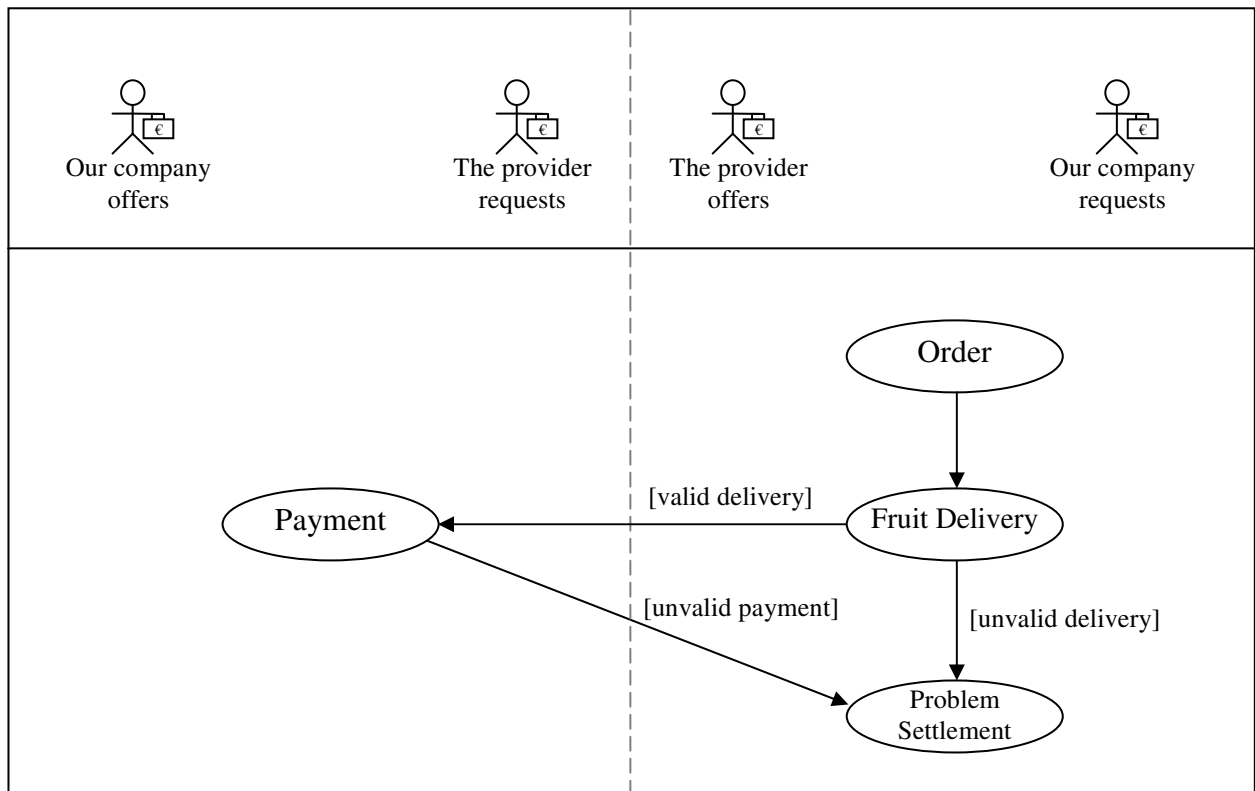 €
€
€
€
Our company
offers
The provider
requests
The provider
offers
Our company
requests
Order
[valid delivery]
Payment
Fruit Delivery
[unvalid payment]
[unvalid delivery]
Problem
Settlement